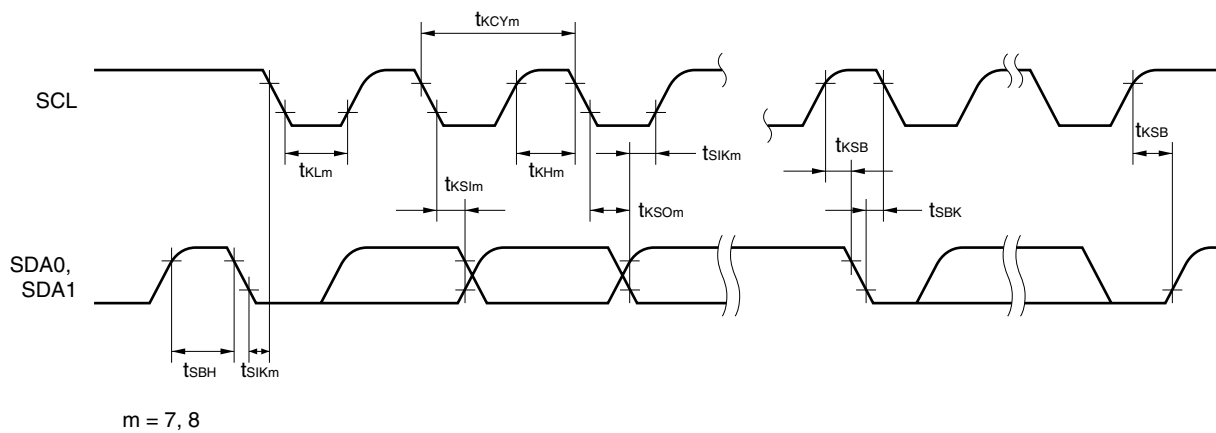 tKCYm
SCL
tKLm
tKHm
tSIKm
tKSB
tKSB
tKSIm
tKSOm
tSBK
SDA0,
SDA1
tSBH
tSIKm
m = 7, 8